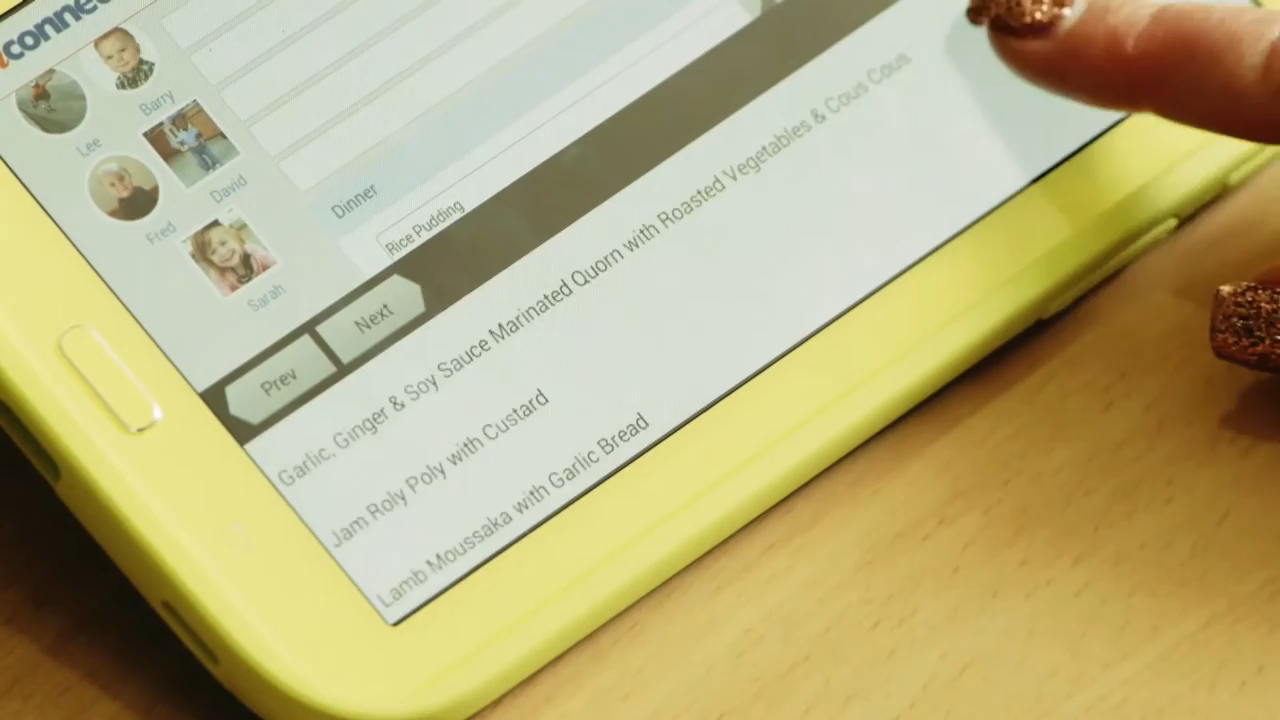 connec
Barry
Lee
David
Fred
Sarah
Dinner
Rice Pudding
Prev
Next
Garlic, Ginger & Soy Sauce Marinated Quorn with Roasted Vegetables & Cous Cous
Jam Roly Poly with Custard
Lamb Moussaka with Garlic Bread